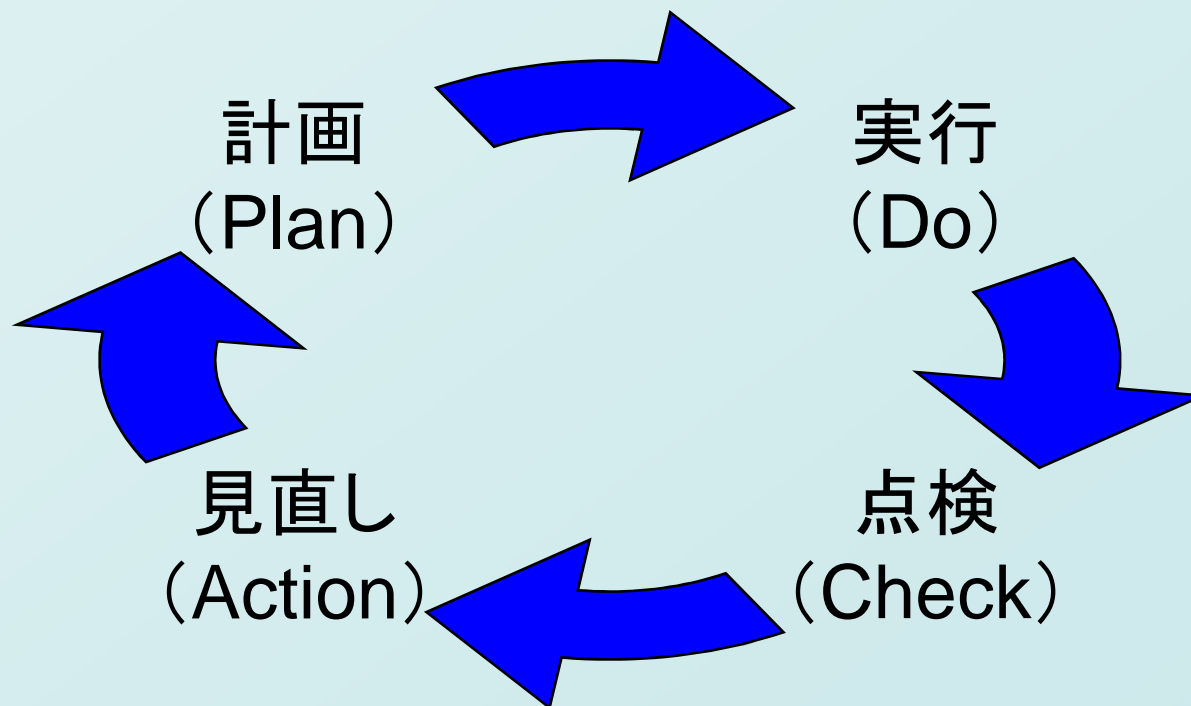 計画
（Plan）
実行
（Do）
点検
（Check）
見直し
（Action）